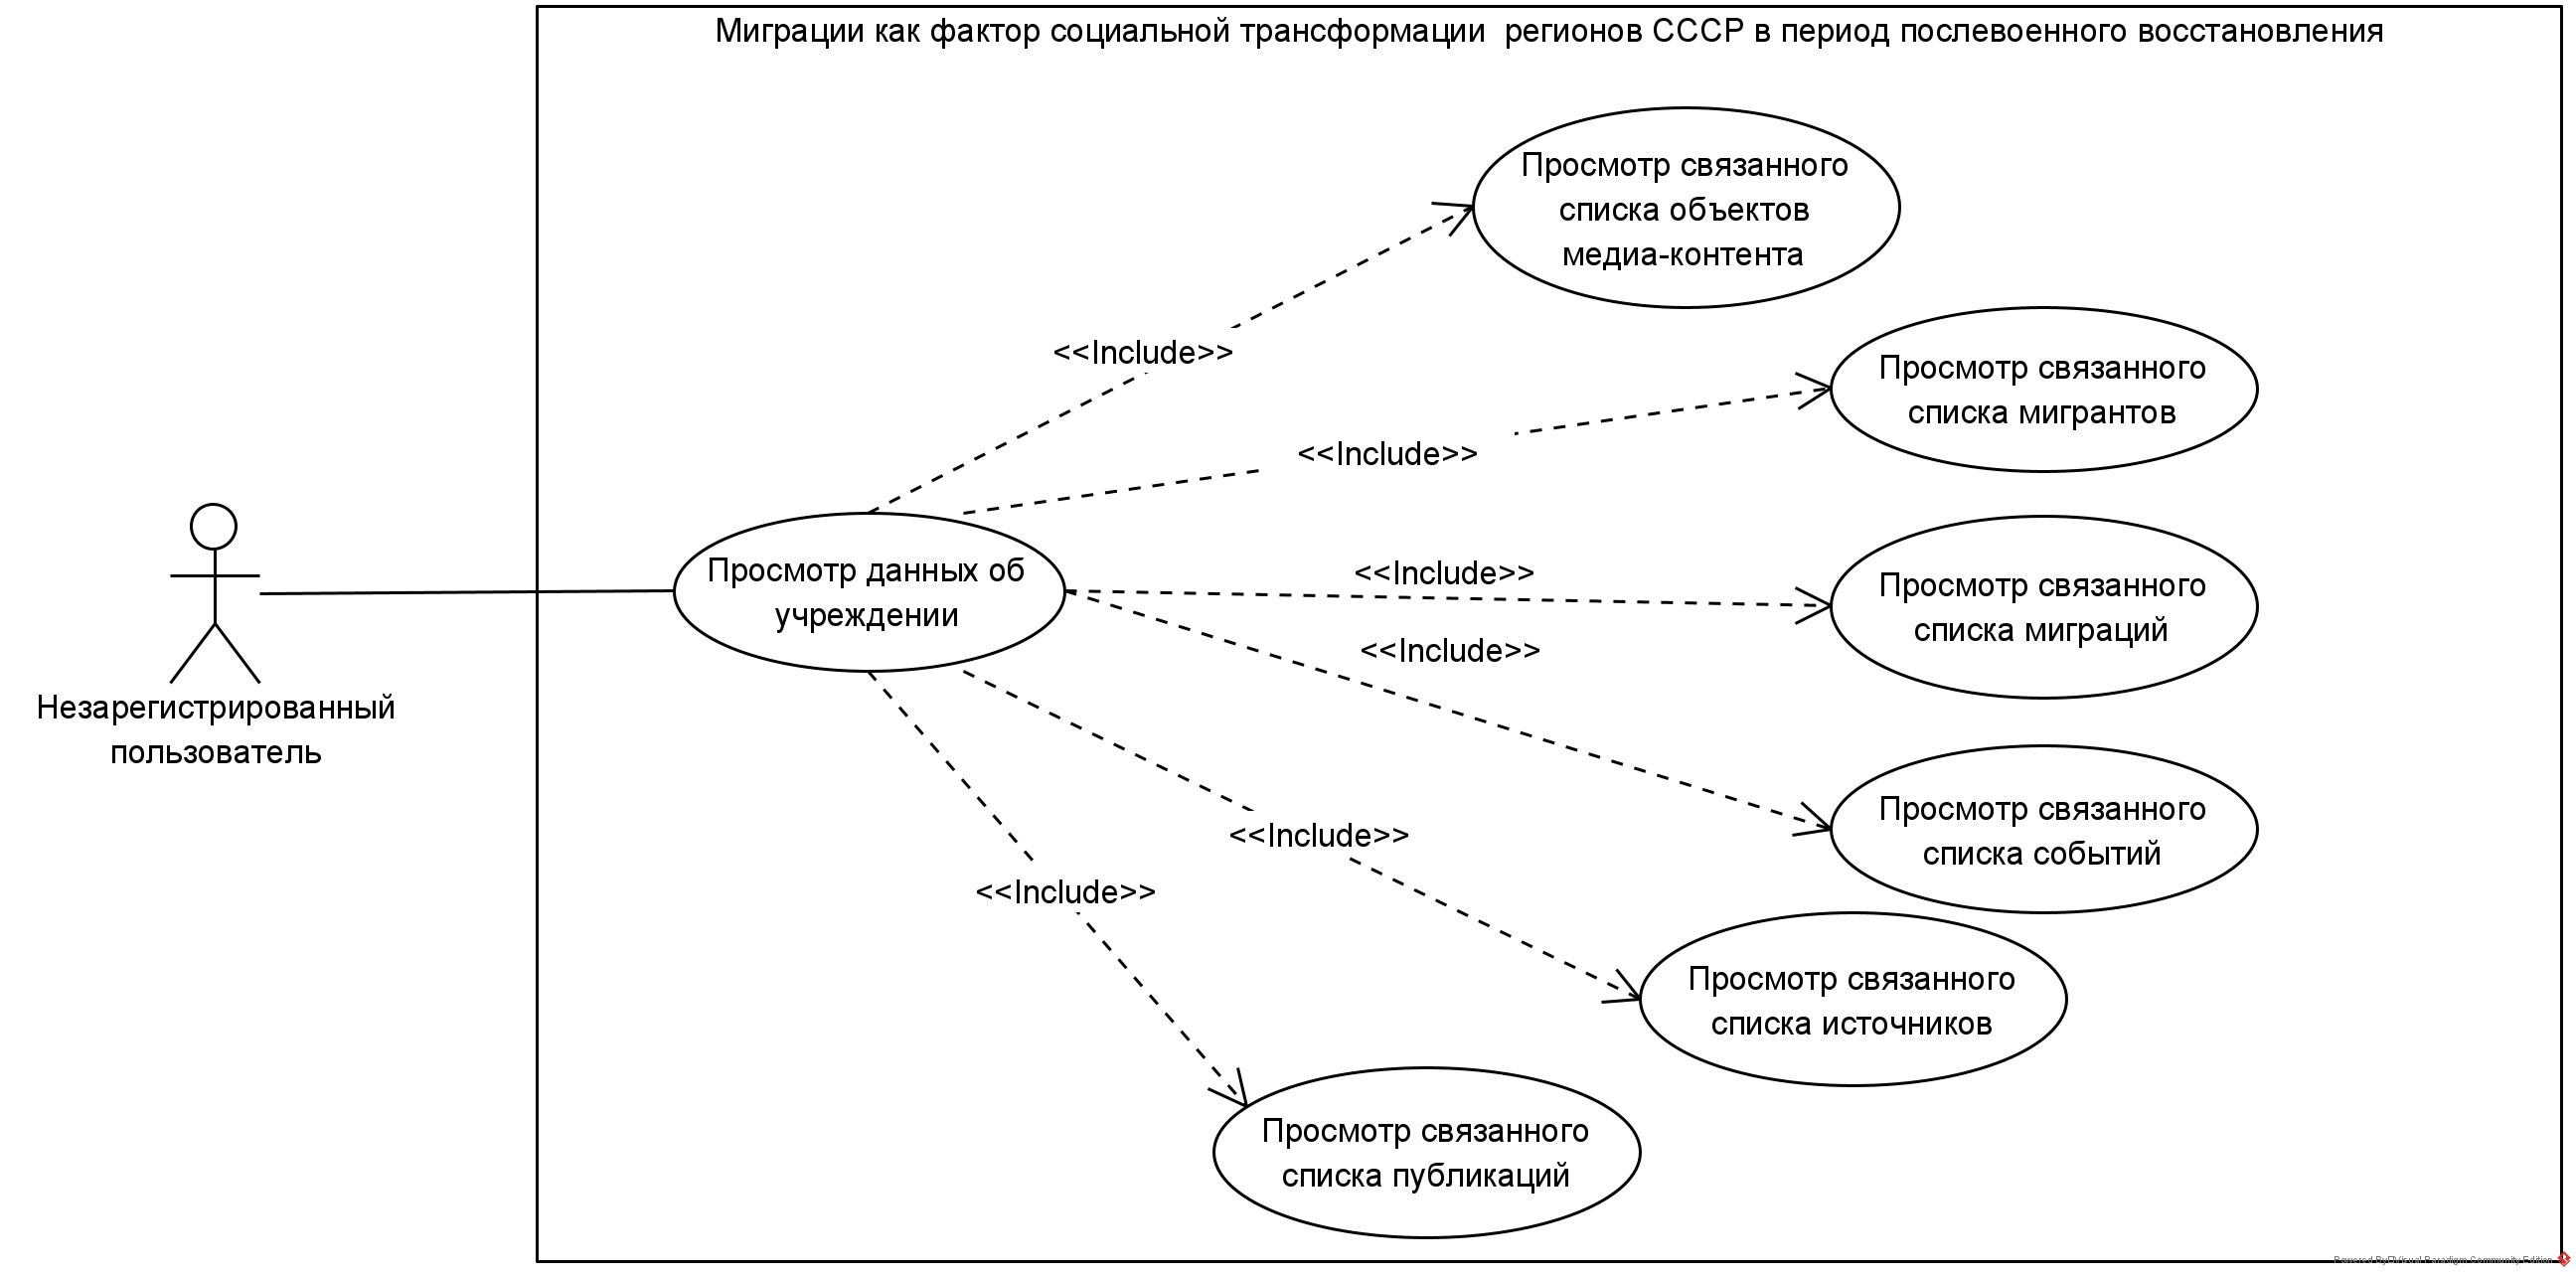 Миграции как фактор социальной трансформации  регионов СССР в период послевоенного восстановления
Просмотр связанного
списка объектов
медиа-контента
<<Include>>
Просмотр связанного
списка мигрантов
<<Include>>
Просмотр данных об
учреждении
<<Include>>
Просмотр связанного
списка миграций
<<Include>>
Незарегистрированный
пользователь
Просмотр связанного
списка событий
<<Include>>
<<Include>>
Просмотр связанного
списка источников
Просмотр связанного
списка публикаций
Powered By Visual Paradigm Community Edition